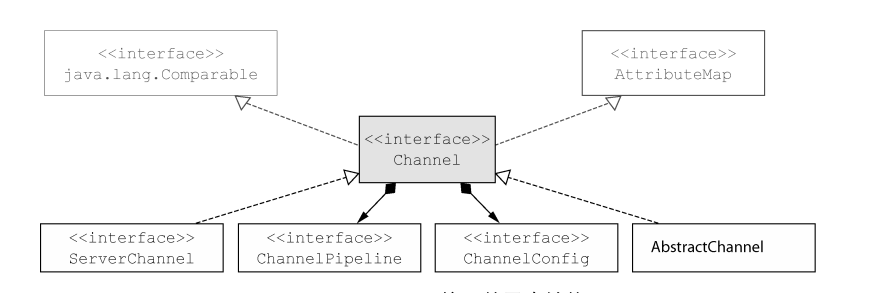 <<interface>>
java.lang.Comparable
<<interface>>
AttributeMap
<<interface>>
Channel
<<interface>>
ServerChannel
<<interface>>
ChannelPipeline
<<interface>>
ChannelConfig
AbstractChannel